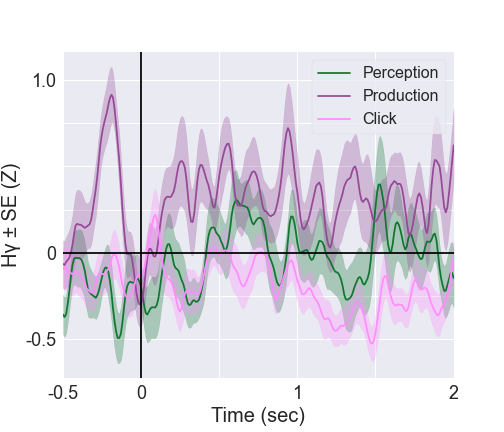 Perception
Production
Click
Hγ ± SE (Z)
1.0
0
-0.5
-0.5
0
1
2
Time (sec)